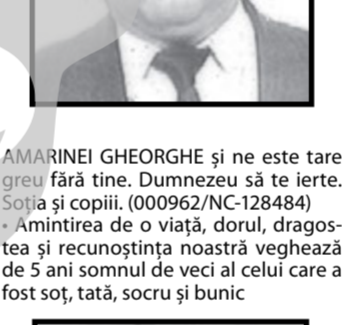 AMARINEI GHEORGHE și ne este tare
greu fără tine. Dumnezeu să te ierte.
Soția și copiii. (000962/NC-128484)
• Amintirea de o viață, dorul, dragos-
tea și recunoștința noastră veghează
de 5 ani somnul de veci al celui care a
fost soț, tată, socru și bunic